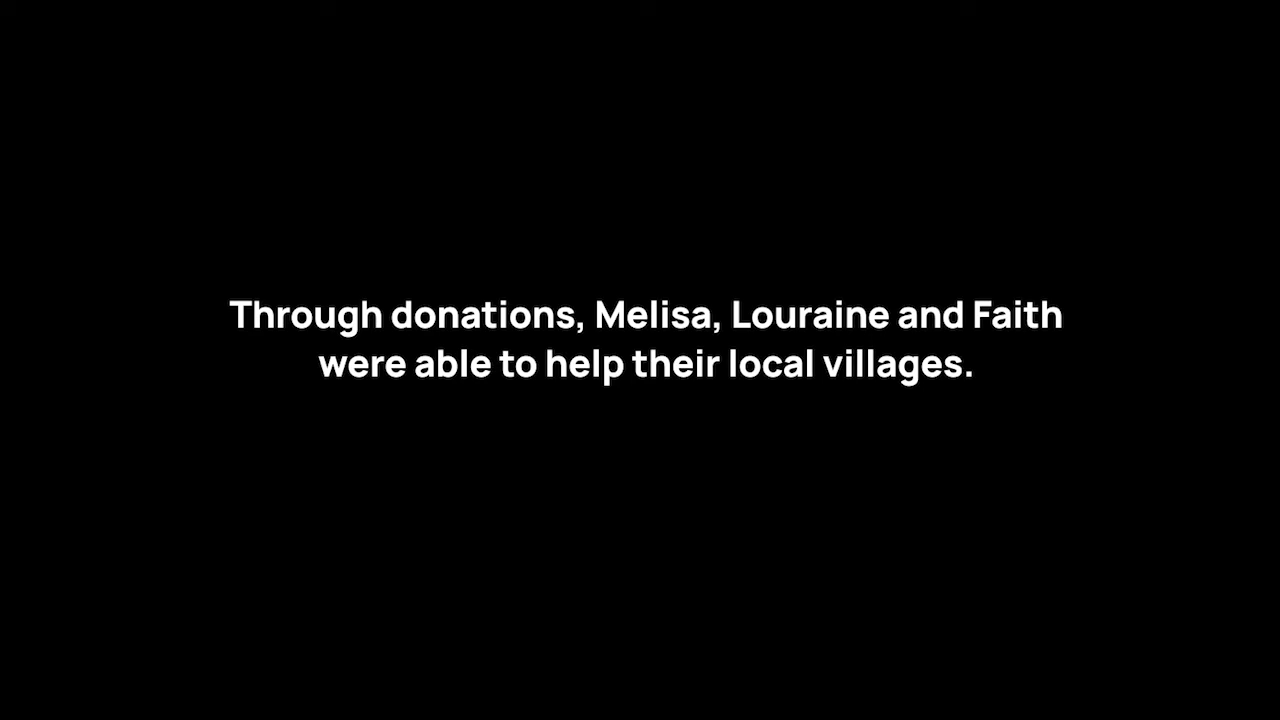 Through donations, Melisa, Louraine and Faith
were able to help their local villages.